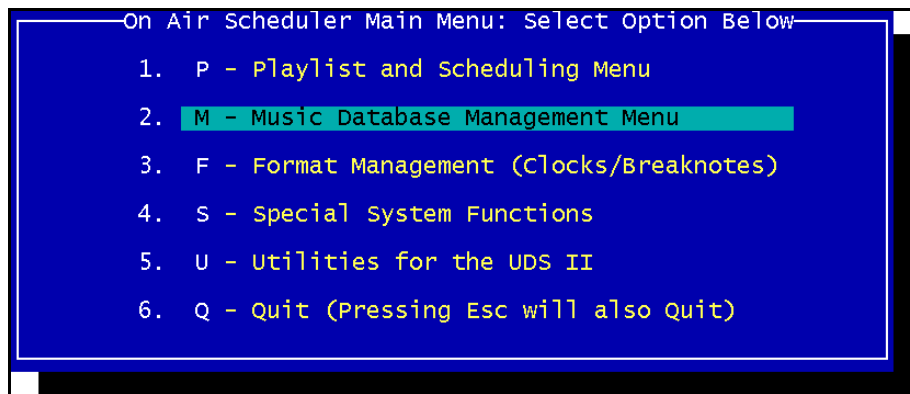 On Air Scheduler Main Menu: Select Option Below
1. P – Playlist and Scheduling Menu
2. M – Music Database Management Menu
3. F – Format Management (Clocks/Breaknotes)
4. S – Special System Functions
5. U – Utilities for the UDS II
6. Q – Quit (Pressing Esc will also Quit)